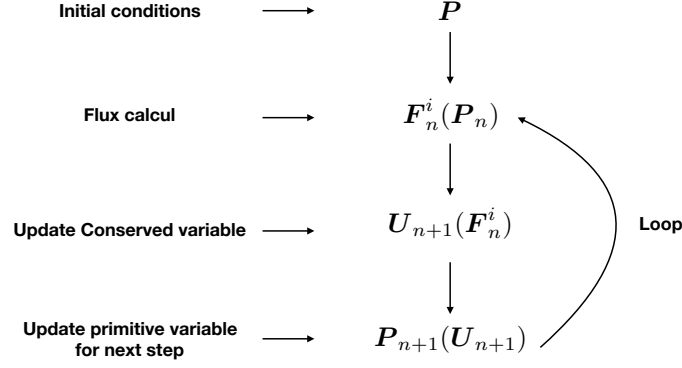 Initial conditions P
Flux calcul F^i_n(P_n)
Update Conserved variable U_{n+1}(F^i_n)
Loop
Update primitive variable
for next step P_{n+1}(U_{n+1})